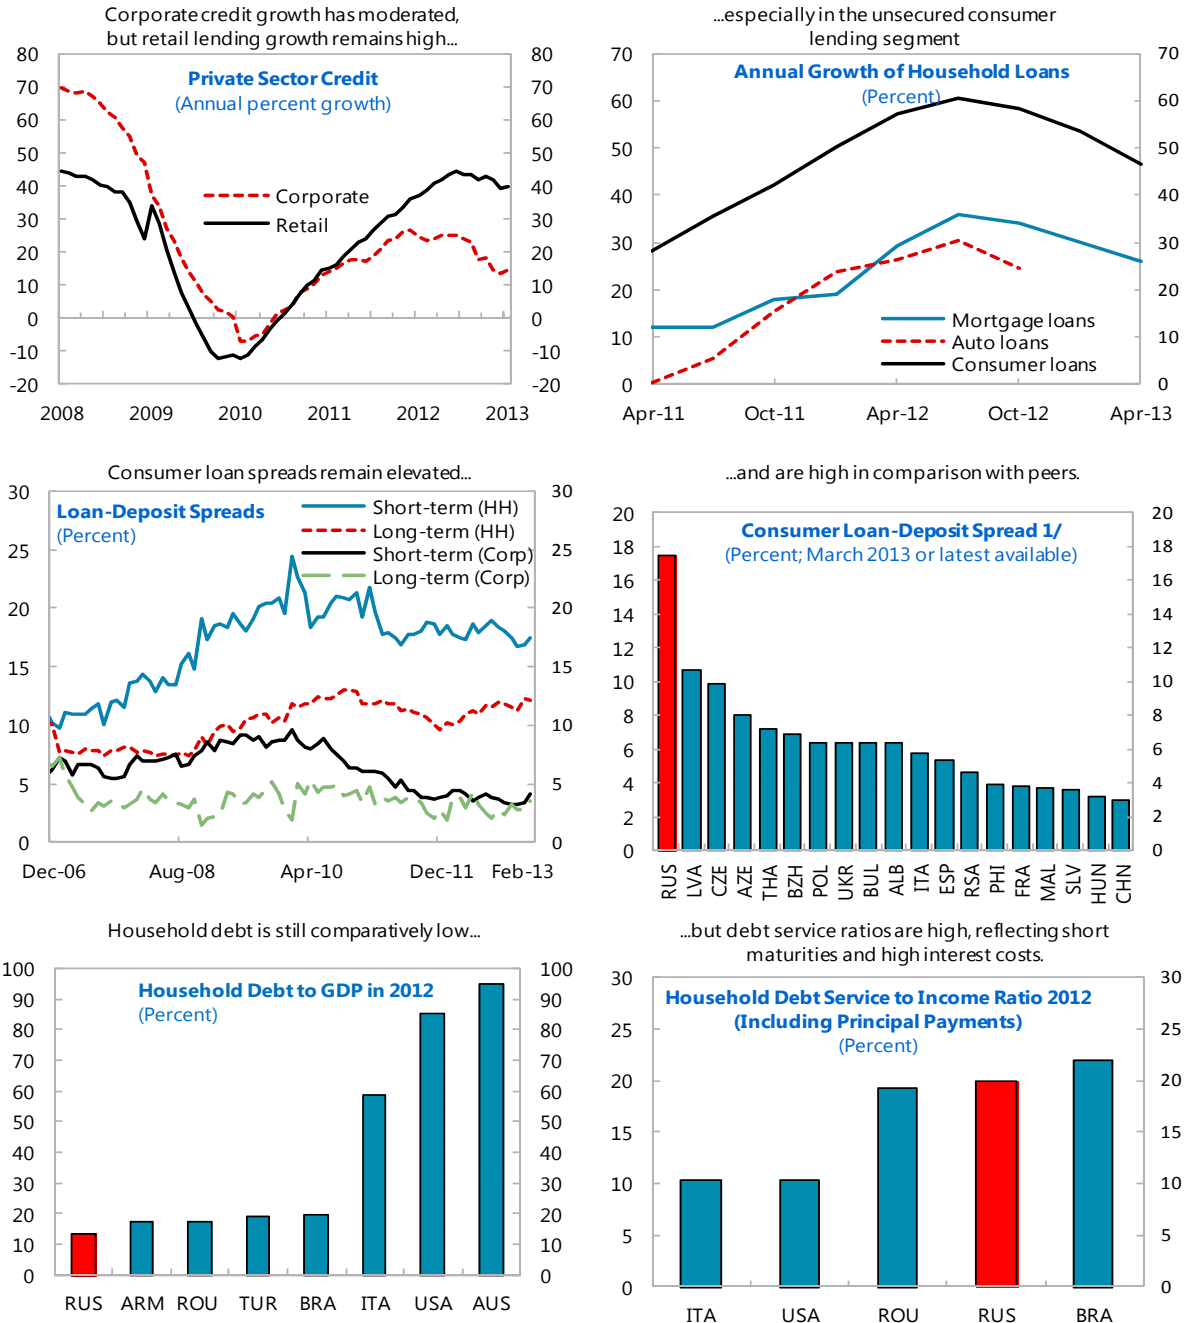 Corporate credit growth has moderated,
but retail lending growth remains high...
80 80
Private Sector Credit
(Annual percent growth)
70 70
60 60
50 50
40 40
Corporate
30 30
Retail
20 20
10 10
0 0
-10 -10
-20 -20
2008 2009 2010 2011 2012 2013
...especially in the unsecured consumer
lending segment
70 70
Annual Growth of Household Loans
(Percent)
60 60
50 50
40 40
30 30
20 20
Mortgage loans
10 10
Auto loans
Consumer loans
0 0
Apr-11 Oct-11 Apr-12 Oct-12 Apr-13
Consumer loan spreads remain elevated...
30 30
Loan-Deposit Spreads
(Percent)
Short-term (HH)
Long-term (HH)
Short-term (Corp)
Long-term (Corp)
25 25
20 20
15 15
10 10
5 5
0 0
Dec-06 Aug-08 Apr-10 Dec-11 Feb-13
...and are high in comparison with peers.
20 20
Consumer Loan-Deposit Spread 1/
(Percent; March 2013 or latest available)
18 18
16 16
14 14
12 12
10 10
8 8
6 6
4 4
2 2
0 0
RUS LVA CZE AZE THA BZH POL UKR BUL ALB ITA ESP RSA PHI FRA MAL SLV HUN CHN
Household debt is still comparatively low...
100 100
Household Debt to GDP in 2012
(Percent)
90 90
80 80
70 70
60 60
50 50
40 40
30 30
20 20
10 10
0 0
RUS ARM ROU TUR BRA ITA USA AUS
...but debt service ratios are high, reflecting short
maturities and high interest costs.
30 30
Household Debt Service to Income Ratio 2012
(Including Principal Payments)
(Percent)
25 25
20 20
15 15
10 10
5 5
0 0
ITA USA ROU RUS BRA